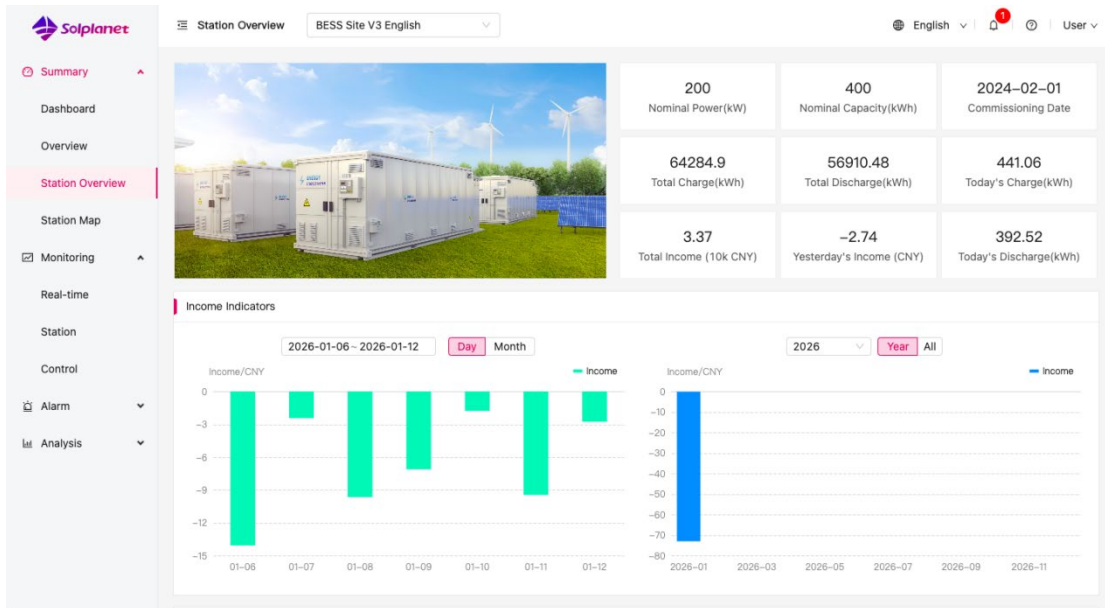 Solplanet
Station Overview
BESS Site V3 English
English
1
User
Summary
Dashboard
Overview
Station Overview
Station Map
Monitoring
Real-time
Station
Control
Alarm
Analysis
200
Nominal Power(kW)
400
Nominal Capacity(kWh)
2024-02-01
Commissioning Date
64284.9
Total Charge(kWh)
56910.48
Total Discharge(kWh)
441.06
Today's Charge(kWh)
3.37
Total Income (10k CNY)
-2.74
Yesterday's Income (CNY)
392.52
Today's Discharge(kWh)
Income Indicators
2026-01-06 ~ 2026-01-12 Day Month
Income/CNY
Income
0
-3
-6
-9
-12
-15
01-06 01-07 01-08 01-09 01-10 01-11 01-12
2026 Year All
Income/CNY
Income
0
-10
-20
-30
-40
-50
-60
-70
-80
2026-01 2026-03 2026-05 2026-07 2026-09 2026-11